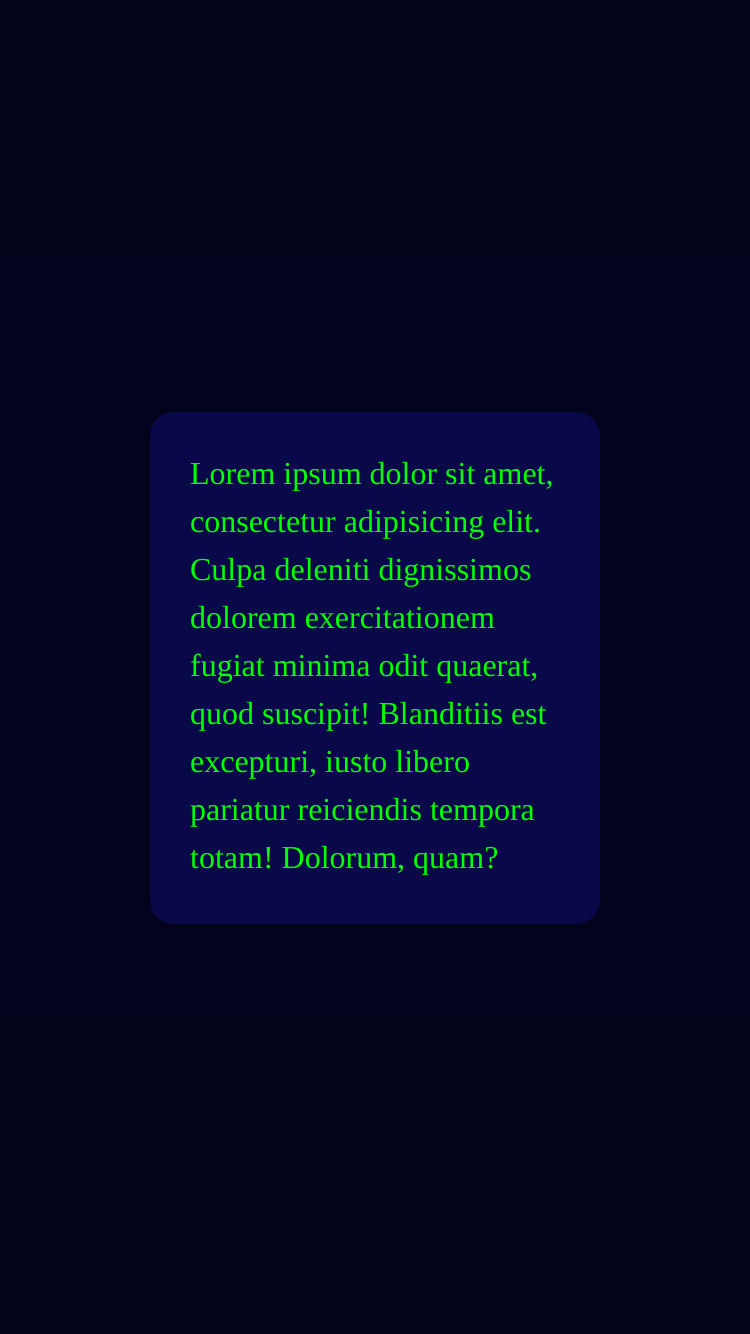 Lorem ipsum dolor sit amet,
consectetur adipisicing elit.
Culpa deleniti dignissimos
dolorem exercitationem
fugiat minima odit quaerat,
quod suscipit! Blanditiis est
excepturi, iusto libero
pariatur reiciendis tempora
totam! Dolorum, quam?